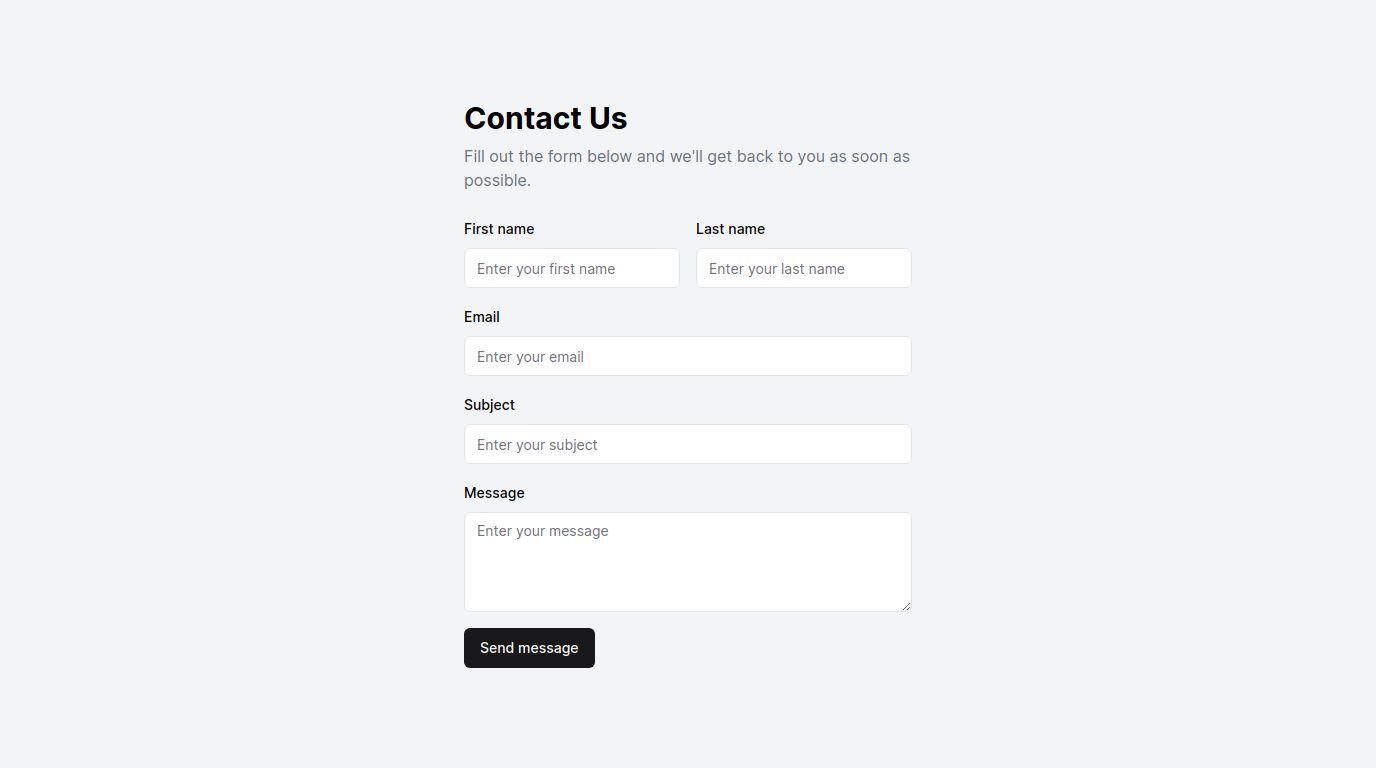 Contact Us
Fill out the form below and we'll get back to you as soon as
possible.
First name
Last name
Enter your first name
Enter your last name
Email
Enter your email
Subject
Enter your subject
Message
Enter your message
Send message